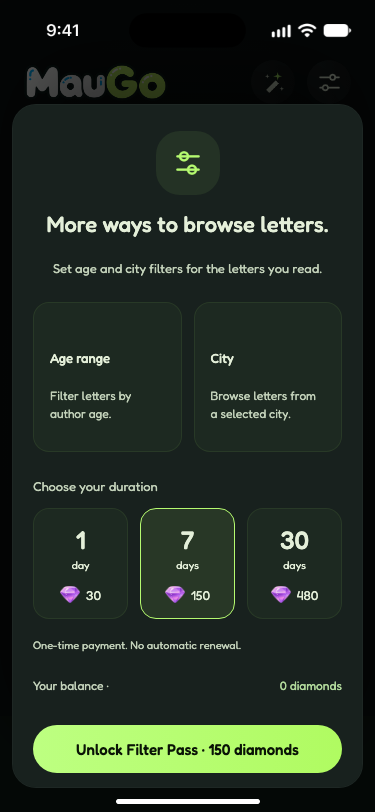 9:41
MauGo
More ways to browse letters.
Set age and city filters for the letters you read.
Age range
Filter letters by
author age.
City
Browse letters from
a selected city.
Choose your duration
1
day
30
7
days
150
30
days
480
One-time payment. No automatic renewal.
Your balance · 0 diamonds
Unlock Filter Pass · 150 diamonds